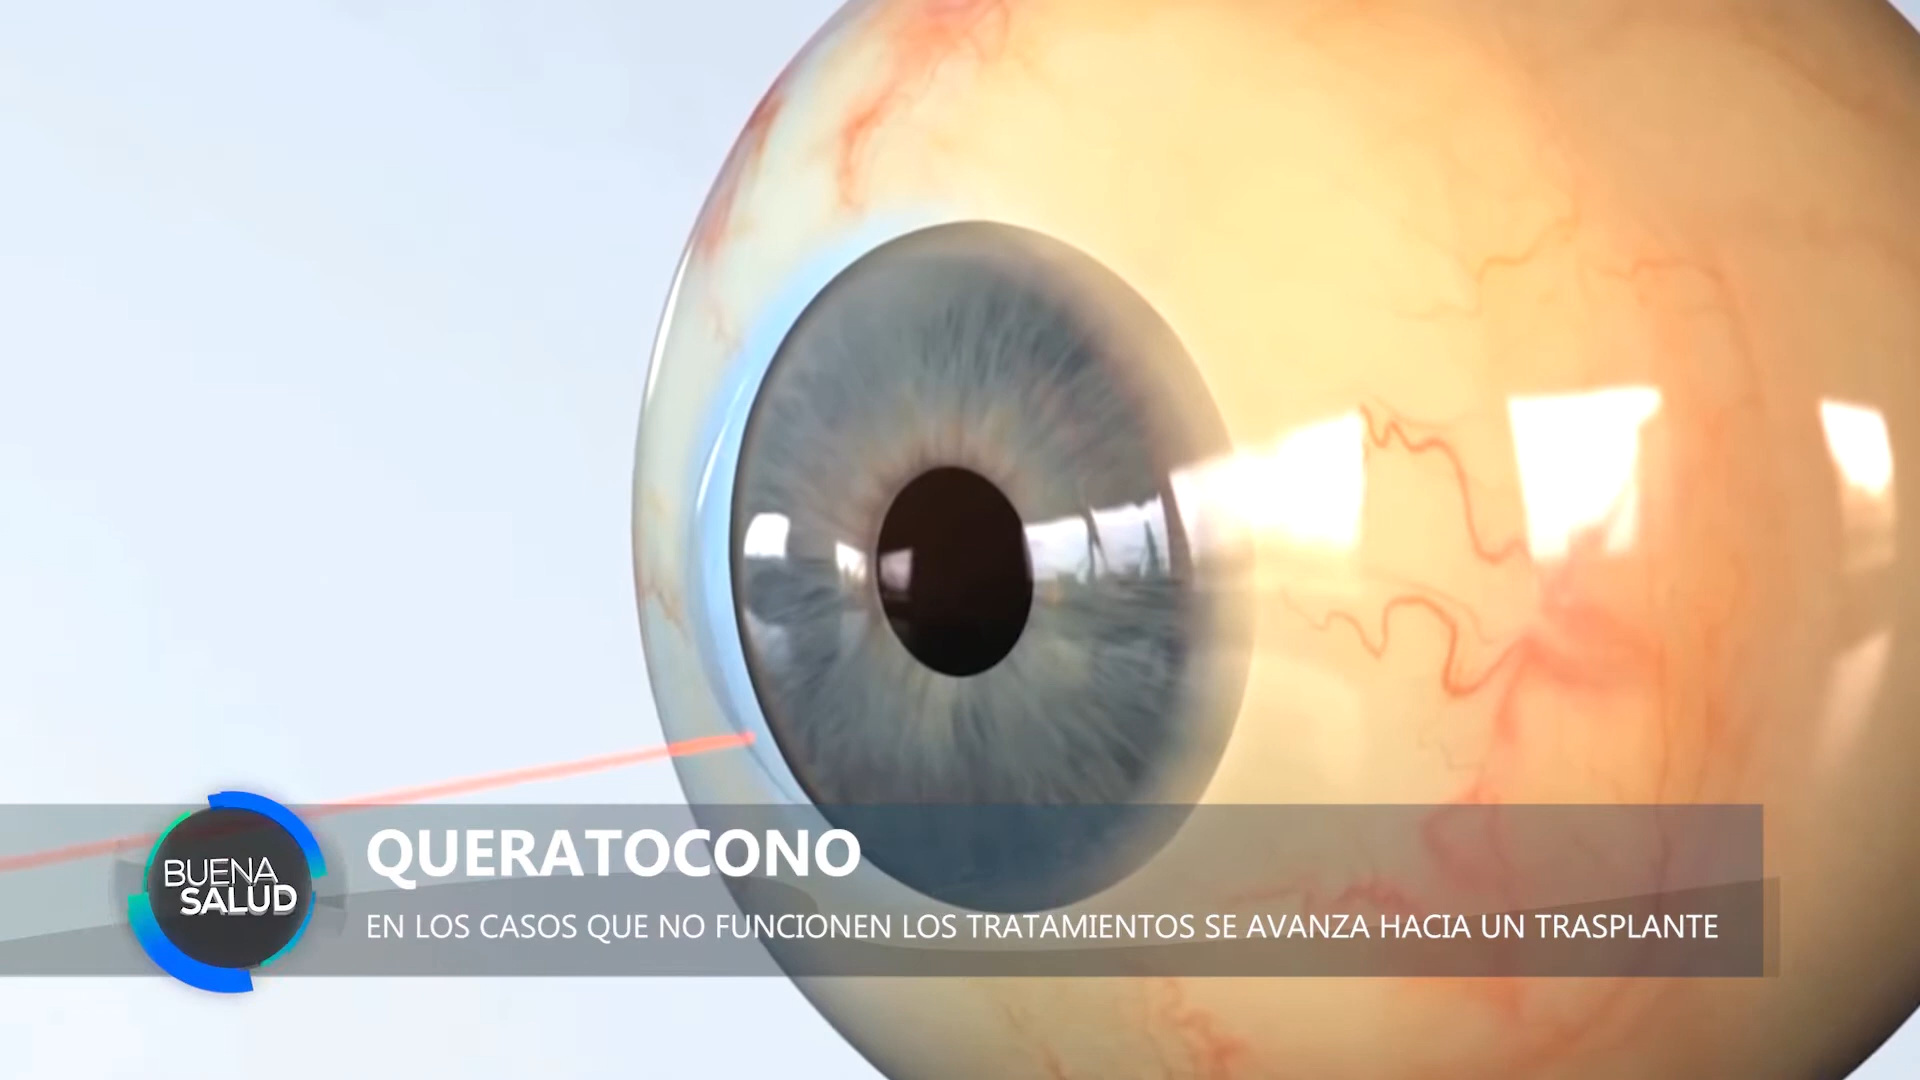 QUERATOCONO
EN LOS CASOS QUE NO FUNCIONEN LOS TRATAMIENTOS SE AVANZA HACIA UN TRASPLANTE
BUENA
SALUD